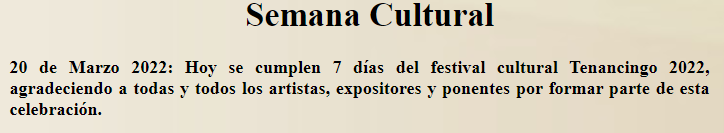 Semana Cultural
20 de Marzo 2022: Hoy se cumplen 7 días del festival cultural Tenancingo 2022,
agradeciendo a todas y todos los artistas, expositores y ponentes por formar parte de esta
celebración.